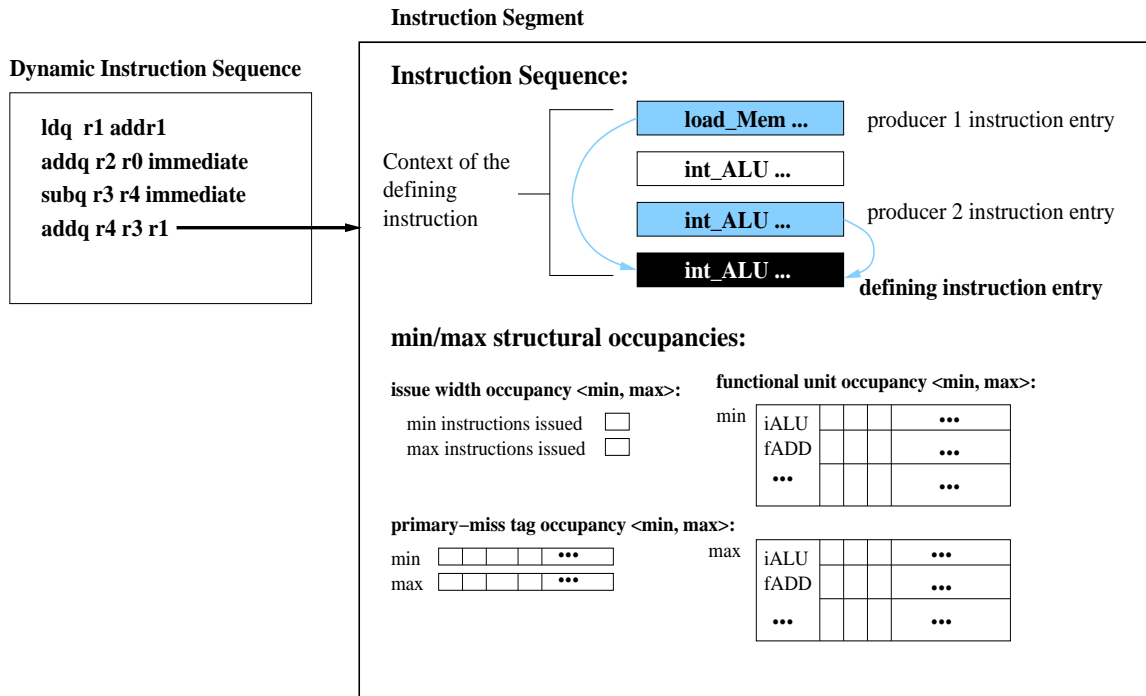 Instruction Segment
Dynamic Instruction Sequence
ldq r1 addr1
addq r2 r0 immediate
subq r3 r4 immediate
addq r4 r3 r1
Instruction Sequence:
Context of the
defining
instruction
load_Mem ...
producer 1 instruction entry
int_ALU ...
int_ALU ...
producer 2 instruction entry
int_ALU ...
defining instruction entry
min/max structural occupancies:
issue width occupancy <min, max>:
min instructions issued
max instructions issued
functional unit occupancy <min, max>:
min
iALU •••
fADD •••
••• •••
primary−miss tag occupancy <min, max>:
min •••
max •••
max
iALU •••
fADD •••
••• •••